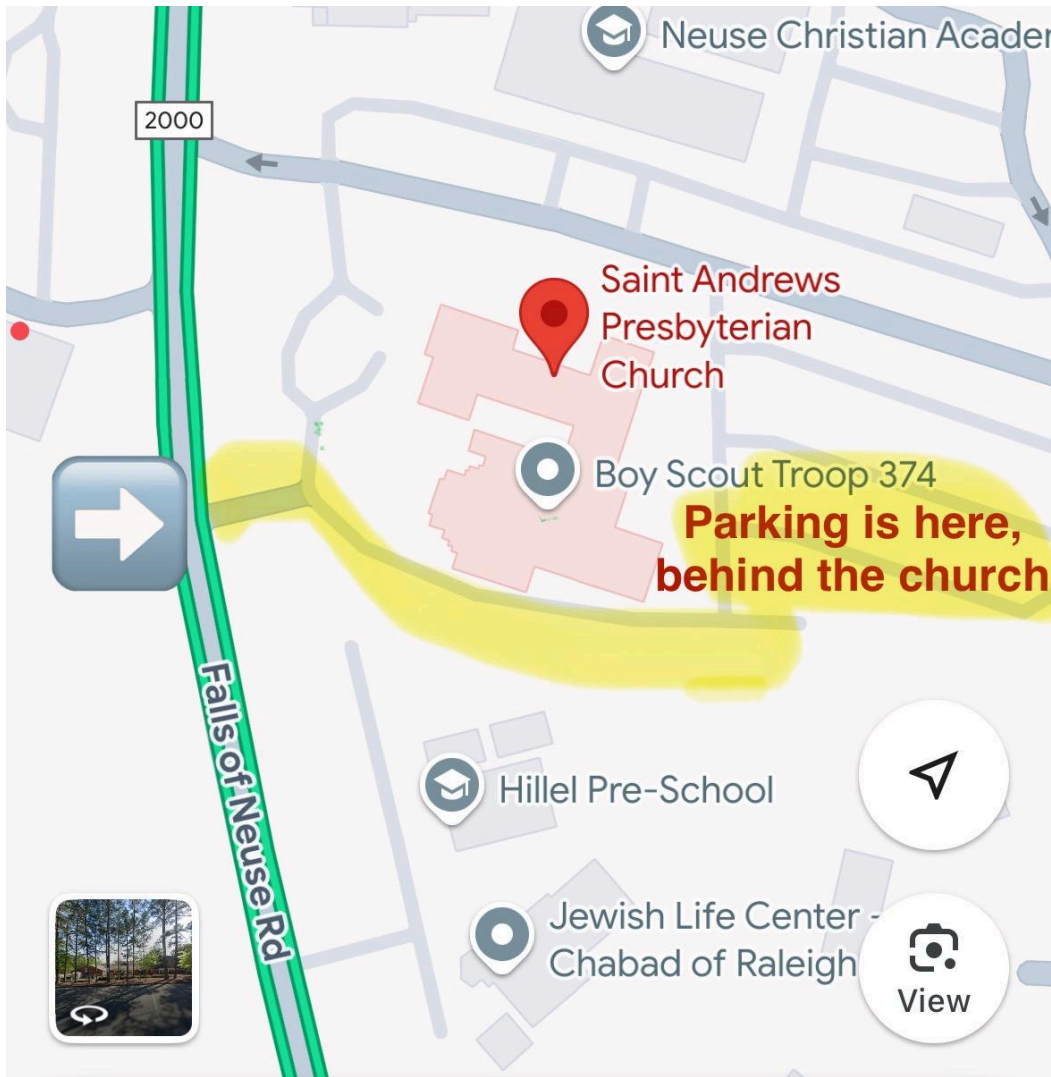 Neuse Christian Acader
2000
Saint Andrews
Presbyterian
Church
Boy Scout Troop 374
Parking is here,
behind the church
Falls of Neuse Rd
Hillel Pre-School
Jewish Life Center -
Chabad of Raleigh
View